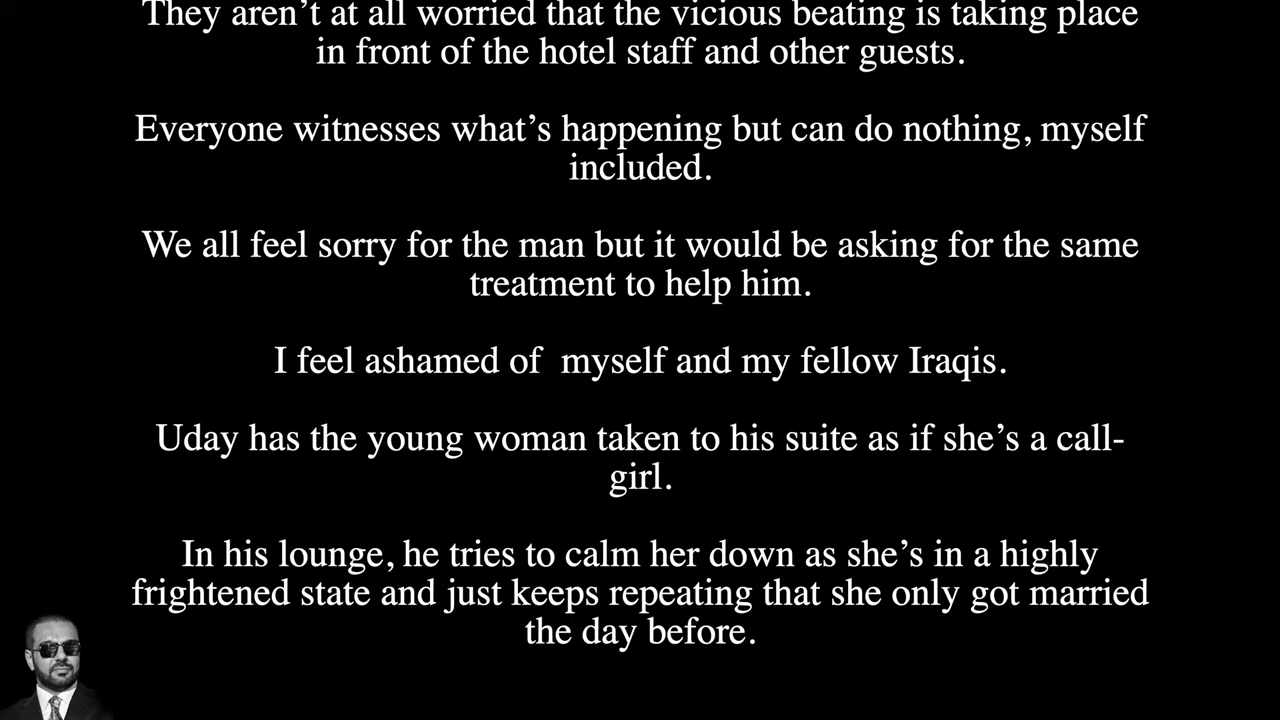 They aren’t at all worried that the vicious beating is taking place
in front of the hotel staff and other guests.
Everyone witnesses what’s happening but can do nothing, myself
included.
We all feel sorry for the man but it would be asking for the same
treatment to help him.
I feel ashamed of  myself and my fellow Iraqis.
Uday has the young woman taken to his suite as if she’s a call-
girl.
In his lounge, he tries to calm her down as she’s in a highly
frightened state and just keeps repeating that she only got married
the day before.